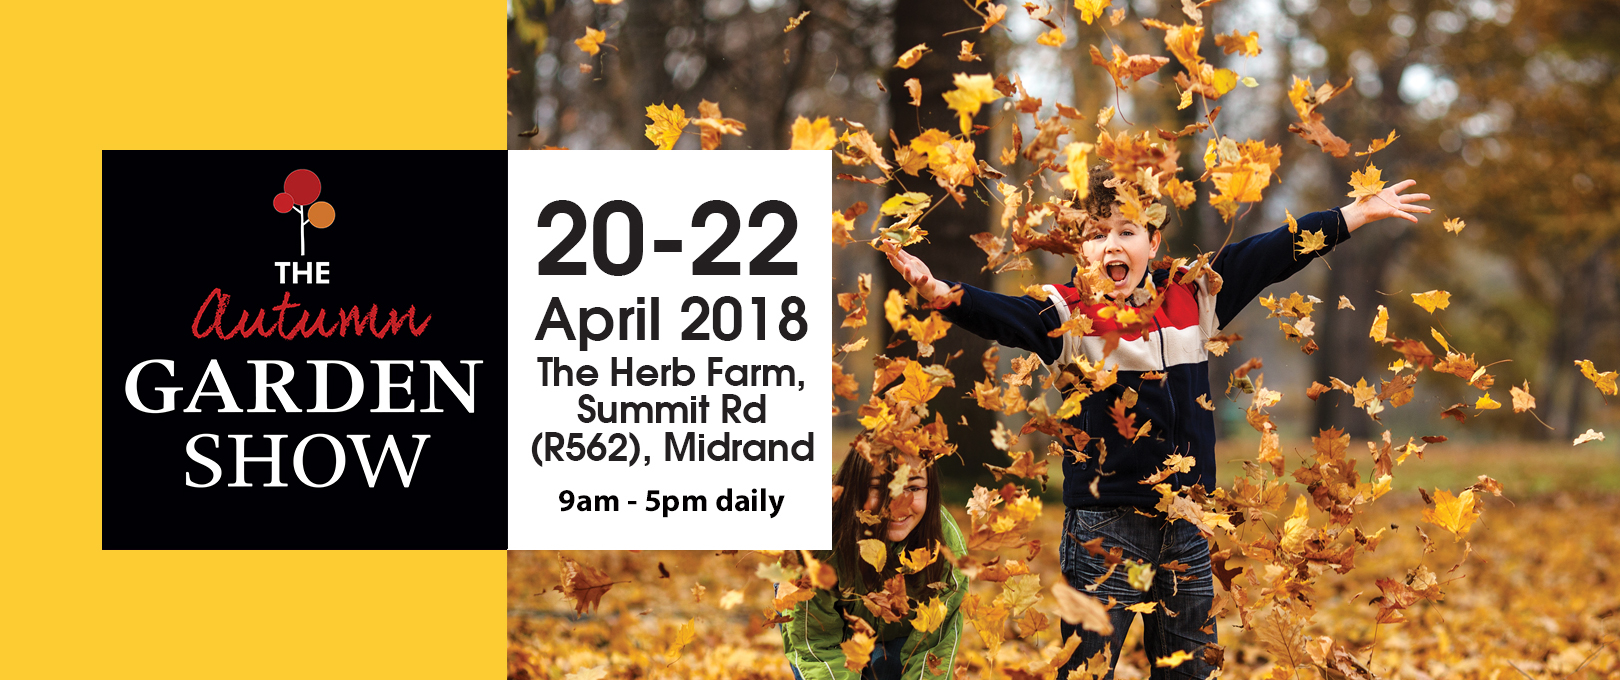 THE
Autumn
GARDEN
SHOW
20-22
April 2018
The Herb Farm,
Summit Rd
(R562), Midrand
9am - 5pm daily